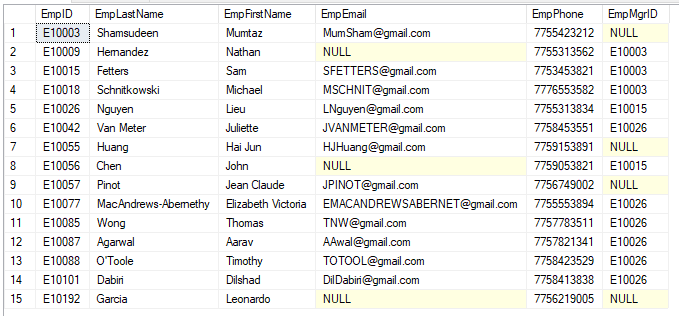 EmpID EmpLastName EmpFirstName EmpEmail EmpPhone EmpMgrID
1 E10003 Shamsudeen Mumtaz MumSham@gmail.com 7755423212 NULL
2 E10009 Hernandez Nathan NULL 7755313562 E10003
3 E10015 Fetters Sam SFETTERS@gmail.com 7753453821 E10003
4 E10018 Schnitkowski Michael MSCHNIT@gmail.com 7776553582 E10003
5 E10026 Nguyen Lieu LNguyen@gmail.com 7755313834 E10015
6 E10042 Van Meter Juliette JVANMETER@gmail.com 7758453551 E10026
7 E10055 Huang Hai Jun HJHuang@gmail.com 7759153891 NULL
8 E10056 Chen John NULL 7759053821 E10015
9 E10057 Pinot Jean Claude JPINOT@gmail.com 7756749002 NULL
10 E10077 MacAndrews-Abernethy Elizabeth Victoria EMACANDREWSABERNET@gmail.com 7755553894 E10026
11 E10085 Wong Thomas TNW@gmail.com 7757783511 E10026
12 E10087 Agarwal Aarav AAwal@gmail.com 7757821341 E10026
13 E10088 O'Toole Timothy TOTOOL@gmail.com 7758423529 E10026
14 E10101 Dabiri Dilshad DilDabiri@gmail.com 7758413838 E10026
15 E10192 Garcia Leonardo NULL 7756219005 NULL